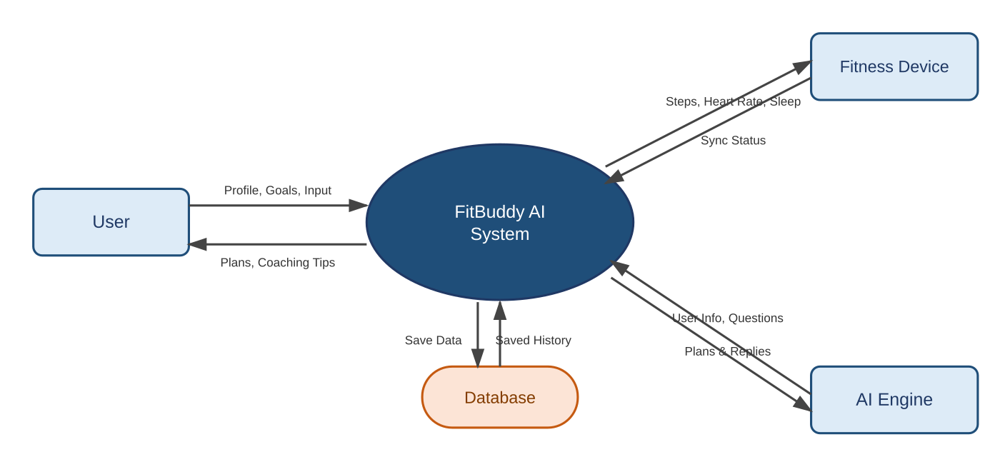 Fitness Device
Steps, Heart Rate, Sleep
Sync Status
Profile, Goals, Input
User
FitBuddy AI
System
Plans, Coaching Tips
User Info, Questions
Save Data
Saved History
Plans & Replies
Database
AI Engine